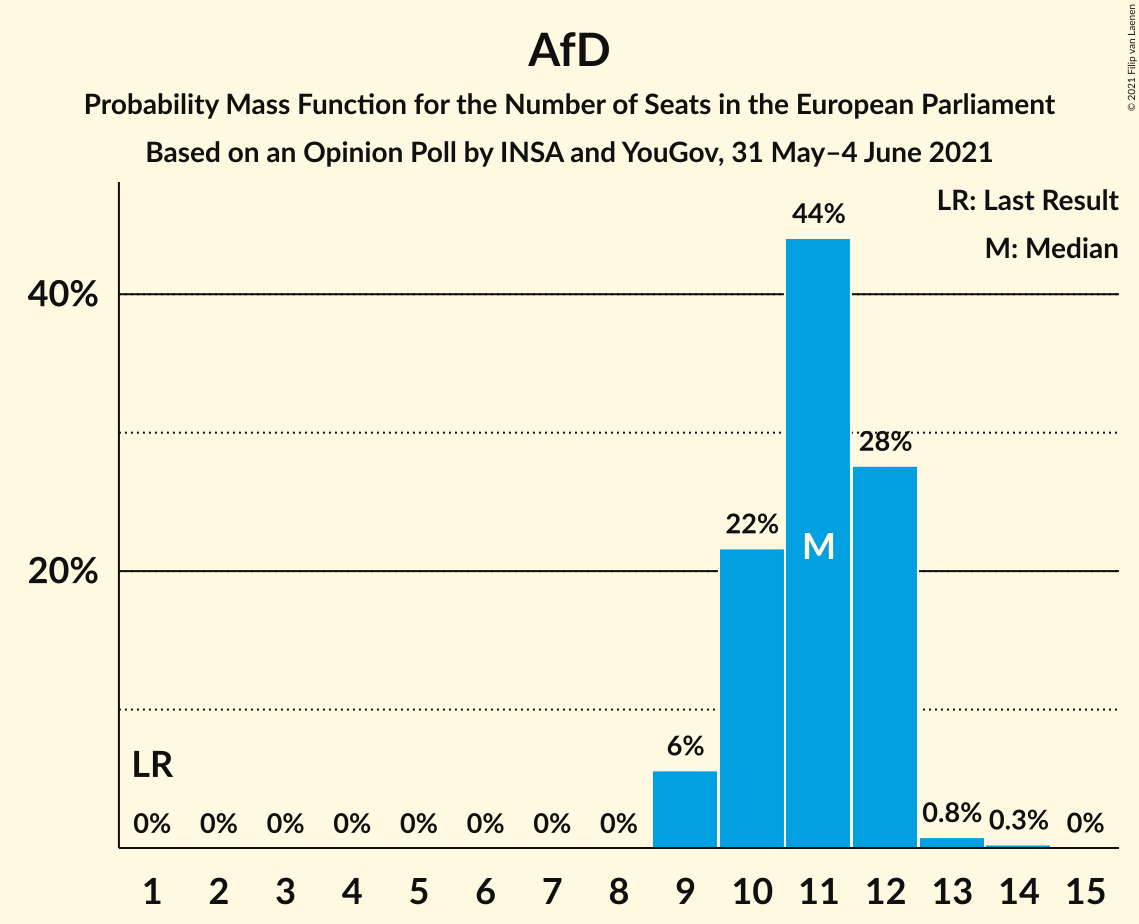 AfD
Probability Mass Function for the Number of Seats in the European Parliament
Based on an Opinion Poll by INSA and YouGov, 31 May–4 June 2021
© 2021 Filip van Laenen
LR: Last Result
M: Median
44%
40%
28%
22%
M
20%
6%
LR
0% 0% 0% 0% 0% 0% 0% 0% 0.8% 0.3% 0%
1 2 3 4 5 6 7 8 9 10 11 12 13 14 15